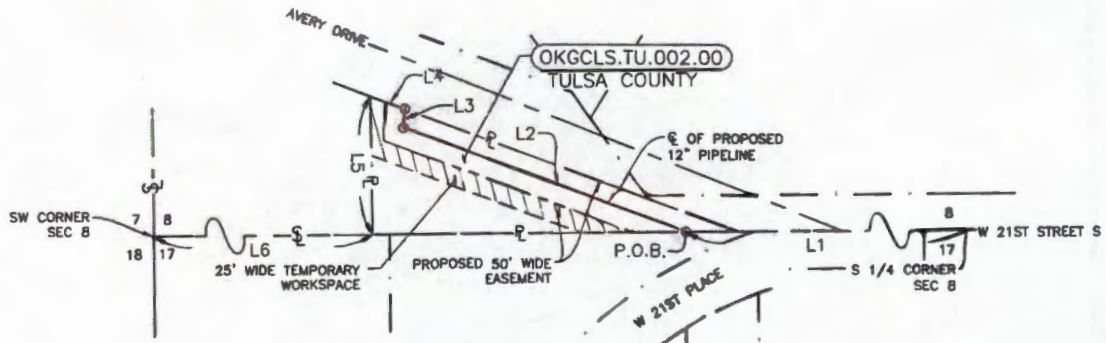 AVERY DRIVE
OKGCLS.TU.002.00
TULSA COUNTY
L4
L3
L2
℄ OF PROPOSED
12" PIPELINE
L5
SW CORNER
SEC 8
7 8
18 17
L6
25' WIDE TEMPORARY
WORKSPACE
PROPOSED 50' WIDE
EASEMENT
P.O.B.
L1
8
17
W 21ST STREET S
S 1/4 CORNER
SEC 8
W 21ST PLACE